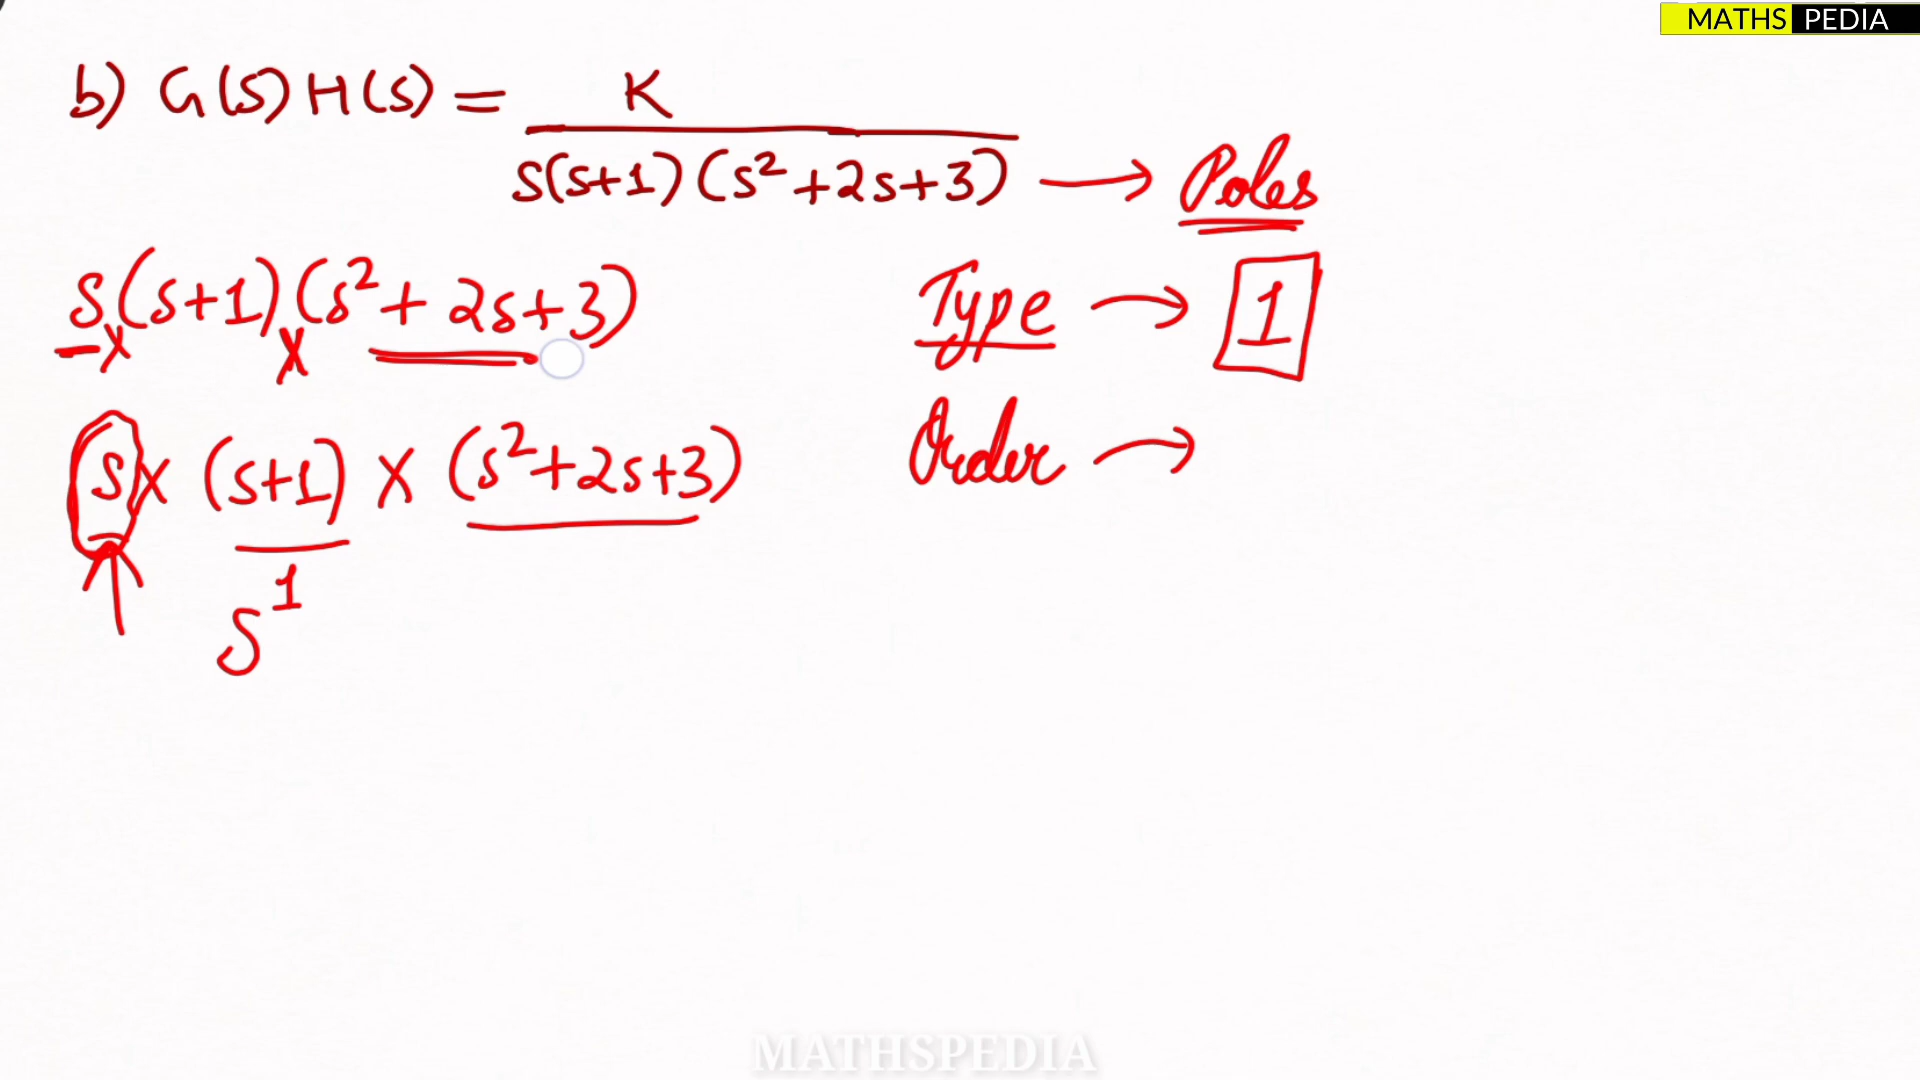 MATHS PEDIA
b) G(s)H(s) = K
s(s+1)(s²+2s+3) → Poles
s(s+1)(s²+2s+3)
x x
Type → 1
s x (s+1) x (s²+2s+3)
Order →
s¹
MATHSPEDIA